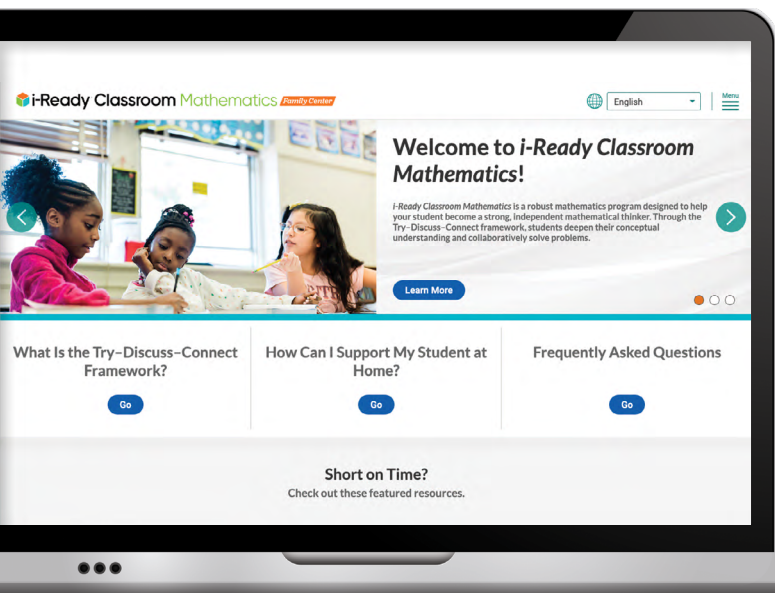 i-Ready Classroom Mathematics Family Center
English
Menu
Welcome to i-Ready Classroom
Mathematics!
i-Ready Classroom Mathematics is a robust mathematics program designed to help
your student become a strong, independent mathematical thinker. Through the
Try–Discuss–Connect framework, students deepen their conceptual
understanding and collaboratively solve problems.
Learn More
What Is the Try–Discuss–Connect
Framework?
Go
How Can I Support My Student at
Home?
Go
Frequently Asked Questions
Go
Short on Time?
Check out these featured resources.